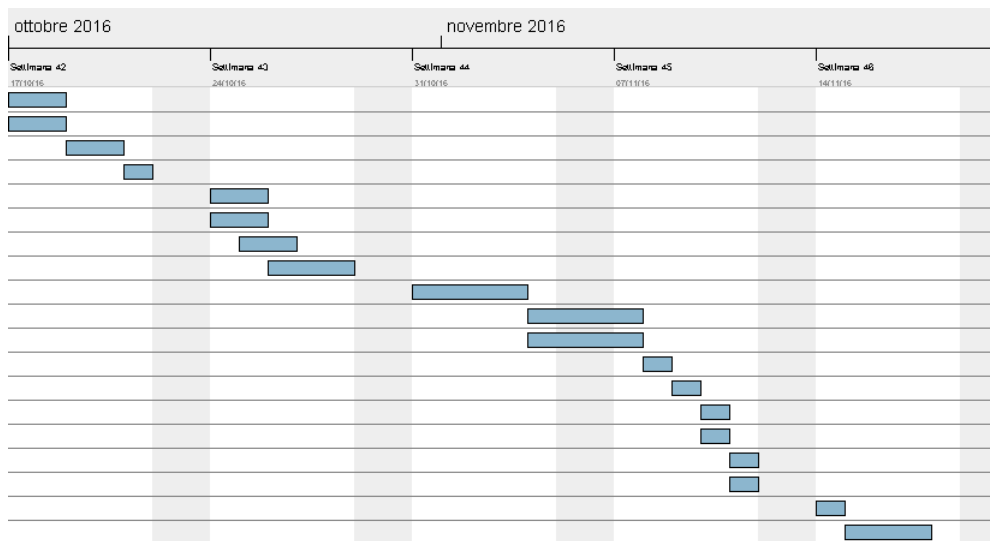 ottobre 2016
novembre 2016
Settimana 42
Settimana 43
Settimana 44
Settimana 45
Settimana 46
17/10/16
24/10/16
31/10/16
07/11/16
14/11/16